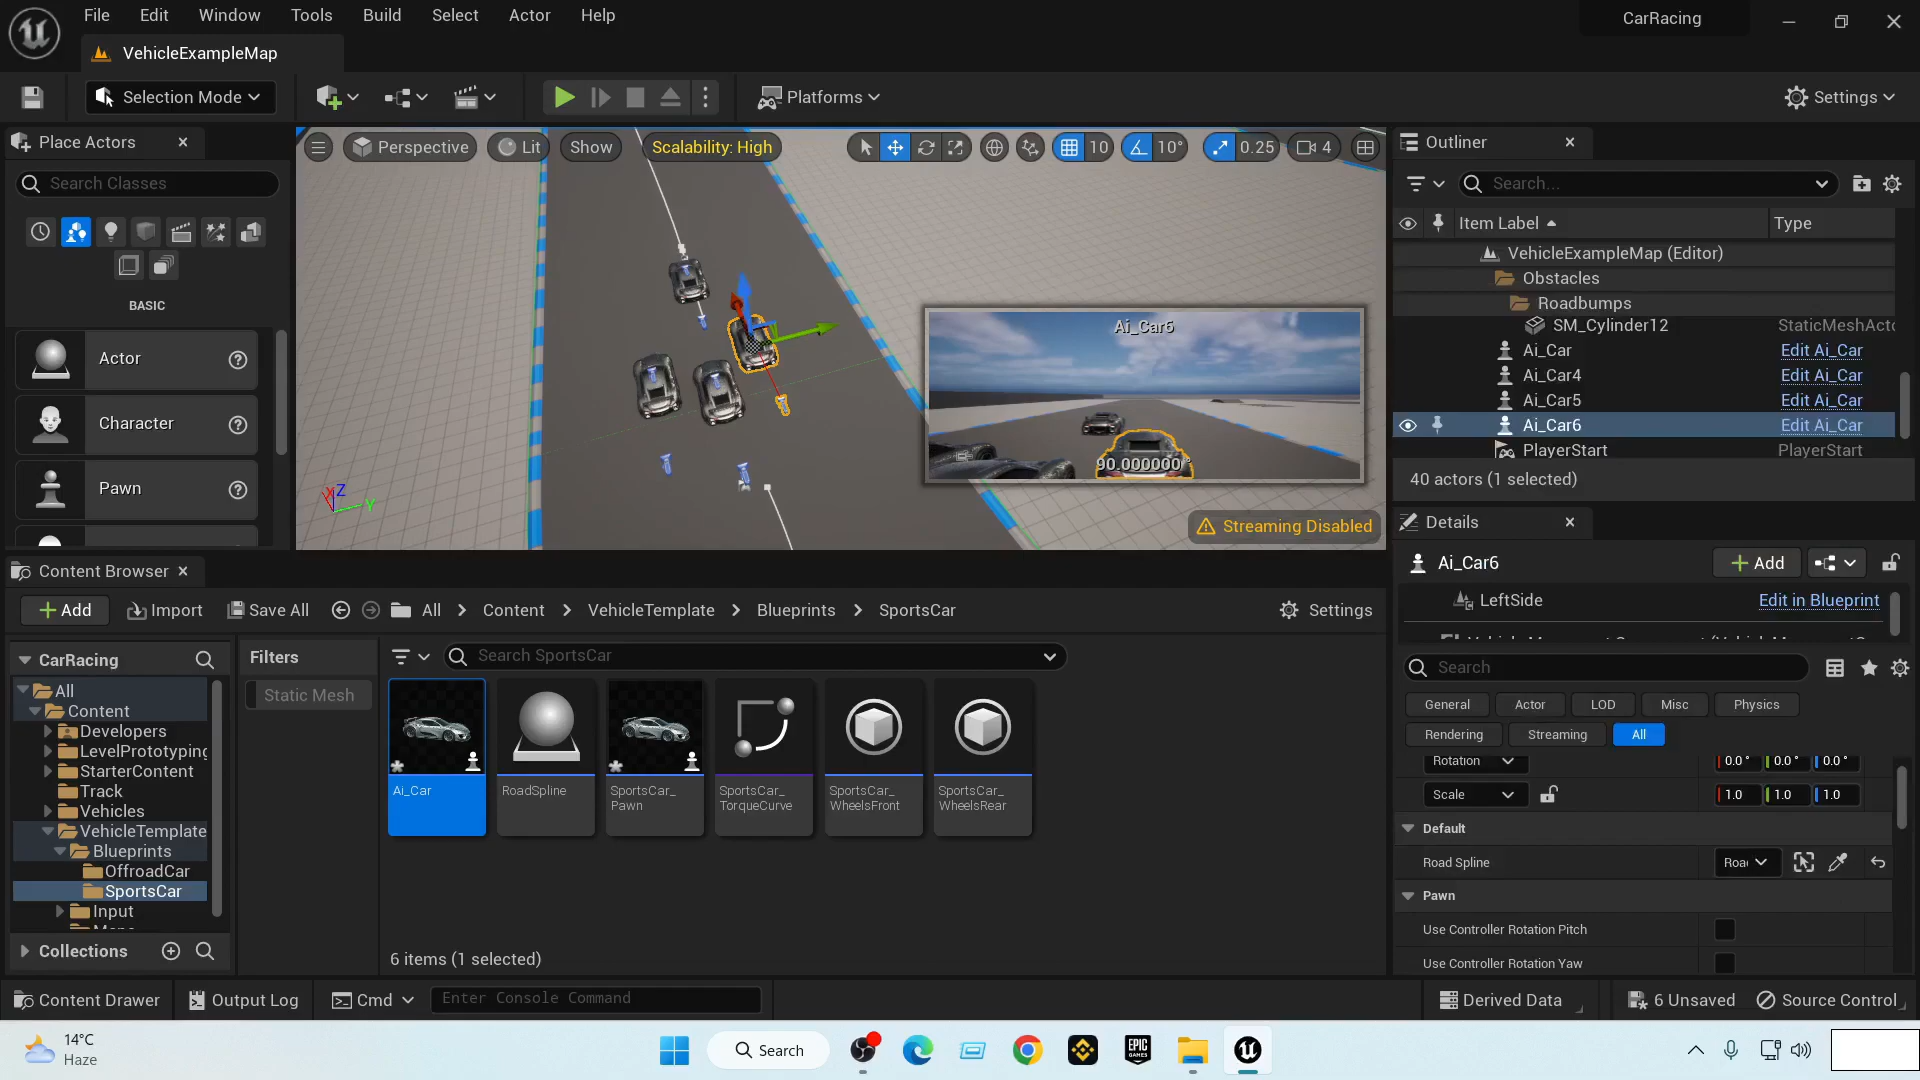 File Edit Window Tools Build Select Actor Help
CarRacing
VehicleExampleMap
Selection Mode
Platforms
Settings
Place Actors
Search Classes
BASIC
Actor
Character
Pawn
Perspective
Lit
Show
Scalability: High
10
10°
0.25
4
Ai_Car6
90.000000°
X
Z
Y
Streaming Disabled
Outliner
Search...
Item Label
Type
VehicleExampleMap (Editor)
Obstacles
Roadbumps
SM_Cylinder12 StaticMeshActo
Ai_Car Edit Ai_Car
Ai_Car4 Edit Ai_Car
Ai_Car5 Edit Ai_Car
Ai_Car6 Edit Ai_Car
PlayerStart PlayerStart
40 actors (1 selected)
Details
Ai_Car6
Add
LeftSide Edit in Blueprint
Search
General Actor LOD Misc Physics
Rendering Streaming All
Rotation 0.0° 0.0° 0.0°
Scale 1.0 1.0 1.0
Default
Road Spline Roa
Pawn
Use Controller Rotation Pitch
Use Controller Rotation Yaw
Content Browser
Add Import Save All All Content VehicleTemplate Blueprints SportsCar Settings
CarRacing
All
Content
Developers
LevelPrototyping
StarterContent
Track
Vehicles
VehicleTemplate
Blueprints
OffroadCar
SportsCar
Input
Collections
Filters
Static Mesh
Search SportsCar
Ai_Car
RoadSpline
SportsCar_
Pawn
SportsCar_
TorqueCurve
SportsCar_
WheelsFront
SportsCar_
WheelsRear
6 items (1 selected)
Content Drawer Output Log Cmd Enter Console Command Derived Data 6 Unsaved Source Control
14°C
Haze
Search
EPIC
GAMES